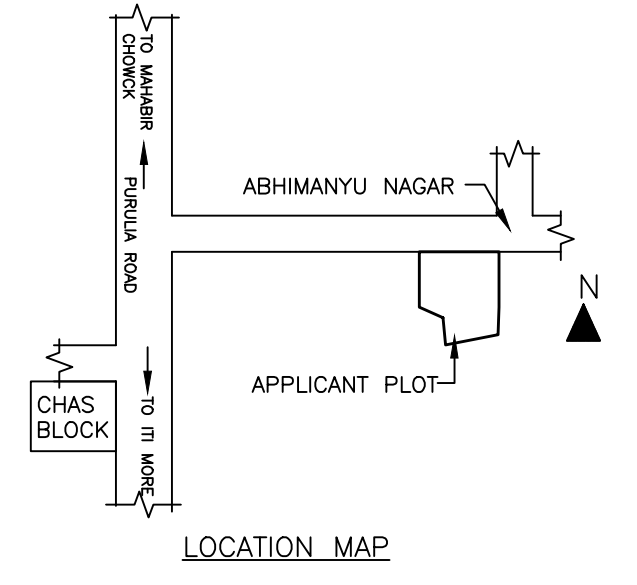 TO MAHABIR
CHOWCK
PURULIA ROAD
ABHIMANYU NAGAR
N
APPLICANT PLOT
CHAS
BLOCK
TO ITI MORE
LOCATION MAP